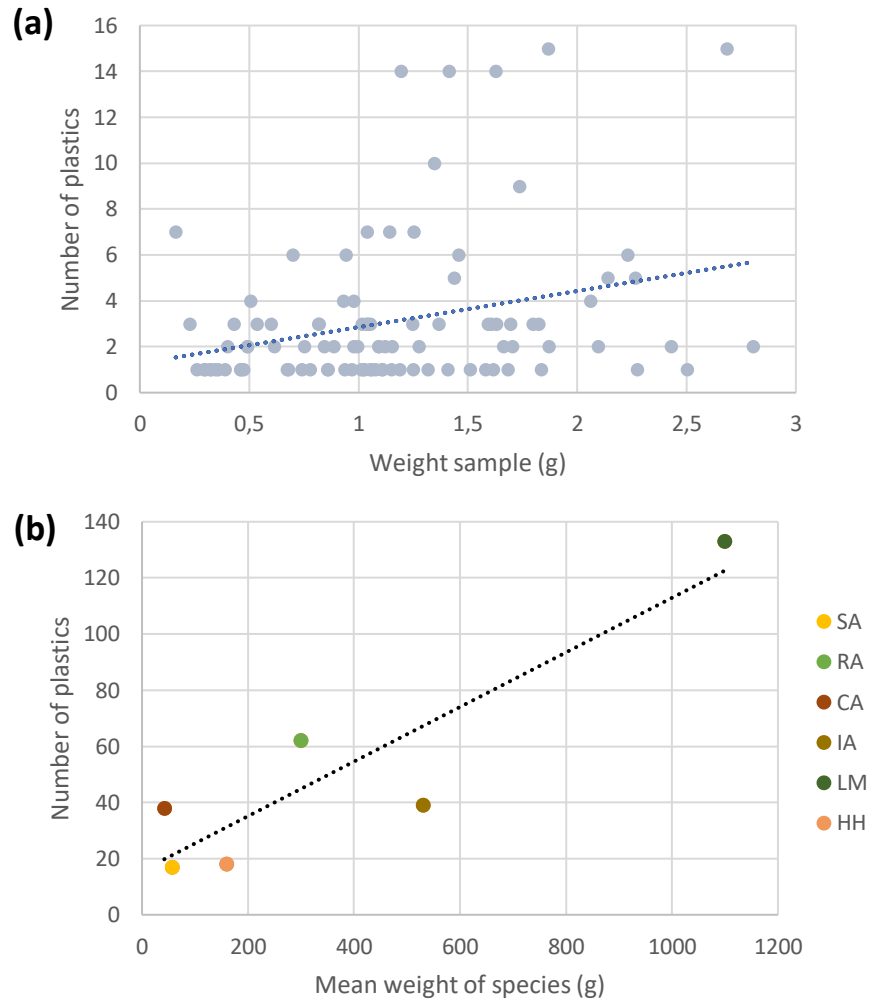 (a)
16
14
12
10
8
6
4
2
0
Number of plastics
0 0,5 1 1,5 2 2,5 3
Weight sample (g)
(b)
140
120
100
80
60
40
20
0
Number of plastics
0 200 400 600 800 1000 1200
Mean weight of species (g)
SA
RA
CA
IA
LM
HH